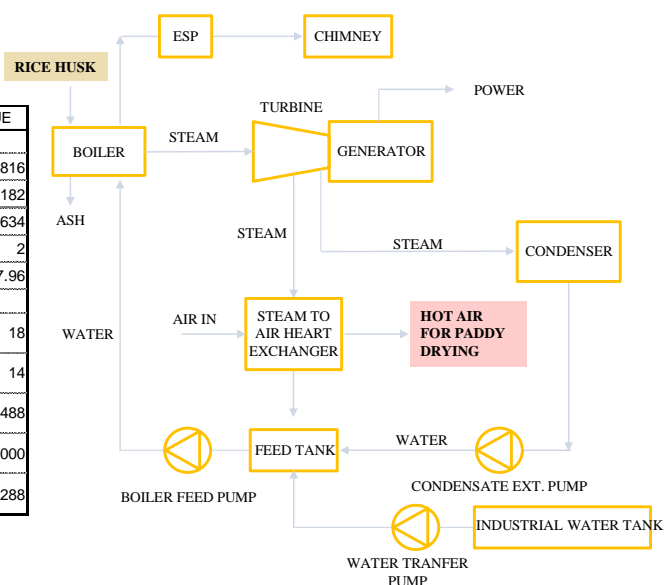 ESP
CHIMNEY
RICE HUSK
POWER
TURBINE
STEAM
BOILER
GENERATOR
816
182
634
2
7.96
18
14
488
000
288
ASH
STEAM
STEAM
CONDENSER
WATER
AIR IN
STEAM TO
AIR HEART
EXCHANGER
HOT AIR
FOR PADDY
DRYING
FEED TANK
WATER
BOILER FEED PUMP
CONDENSATE EXT. PUMP
INDUSTRIAL WATER TANK
WATER TRANFER
PUMP